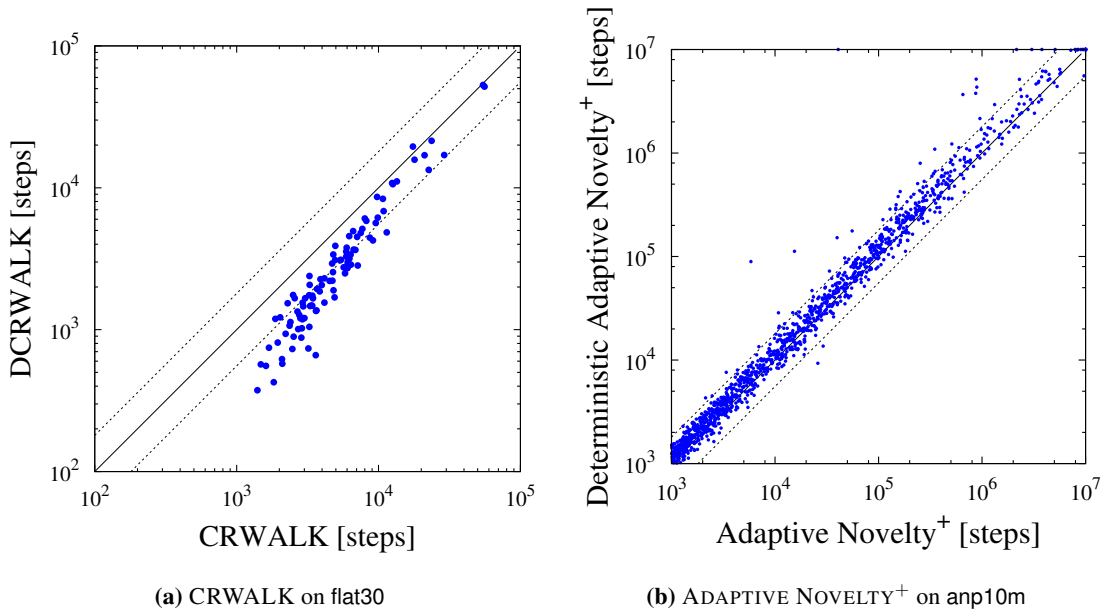 10^5
10^4
10^3
10^2
DCRWALK [steps]
10^2 10^3 10^4 10^5
CRWALK [steps]
(a) CRWALK on flat30
10^7
10^6
10^5
10^4
10^3
Deterministic Adaptive Novelty^+ [steps]
10^3 10^4 10^5 10^6 10^7
Adaptive Novelty^+ [steps]
(b) ADAPTIVE NOVELTY^+ on anp10m